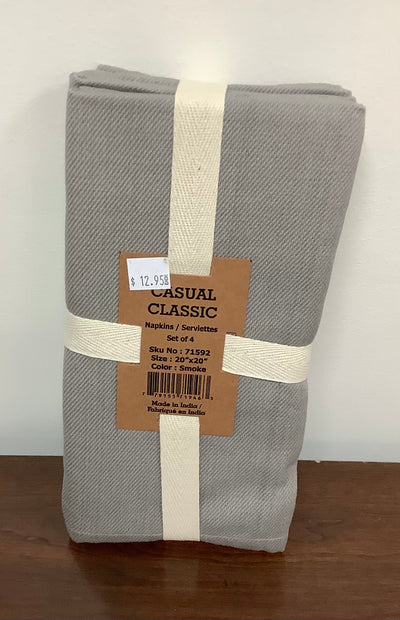 $ 12.95
CASUAL
CLASSIC
Napkins / Serviettes
Set of 4
Sku No : 71592
Size : 20"x20"
Color : Smoke
Made in India /
Fabriqué en India